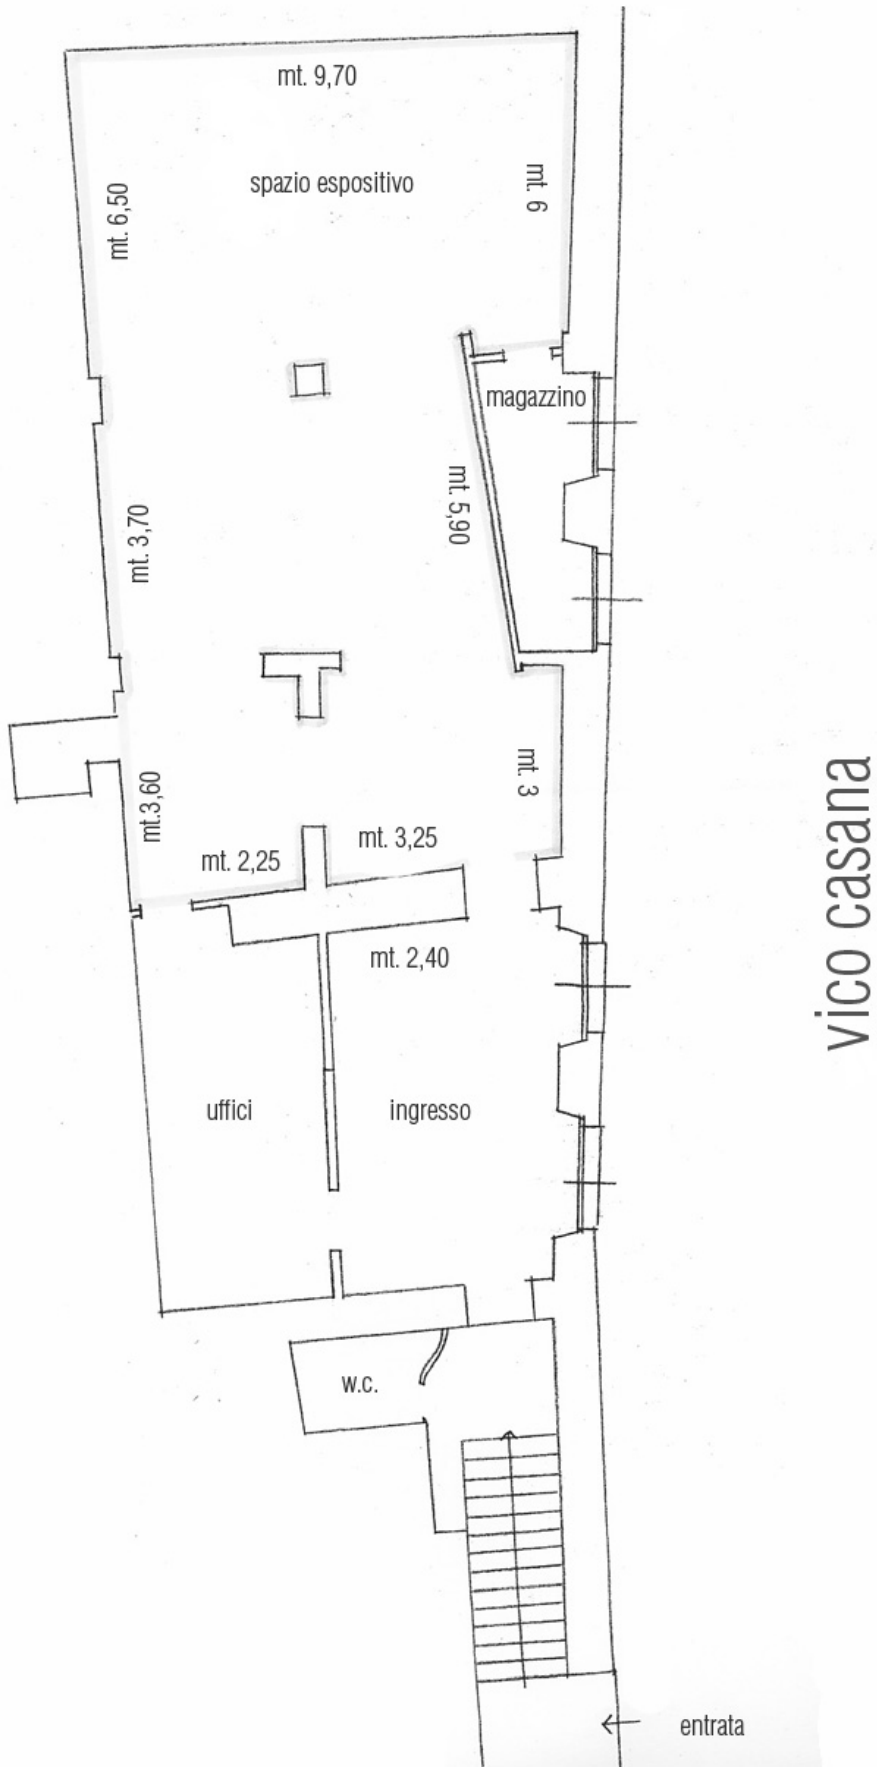 mt. 9,70
spazio espositivo
mt. 6
mt. 6,50
magazzino
mt. 5,90
mt. 3,70
mt. 3
mt.3,60
mt. 3,25
mt. 2,25
mt. 2,40
vico casana
uffici
ingresso
w.c.
entrata